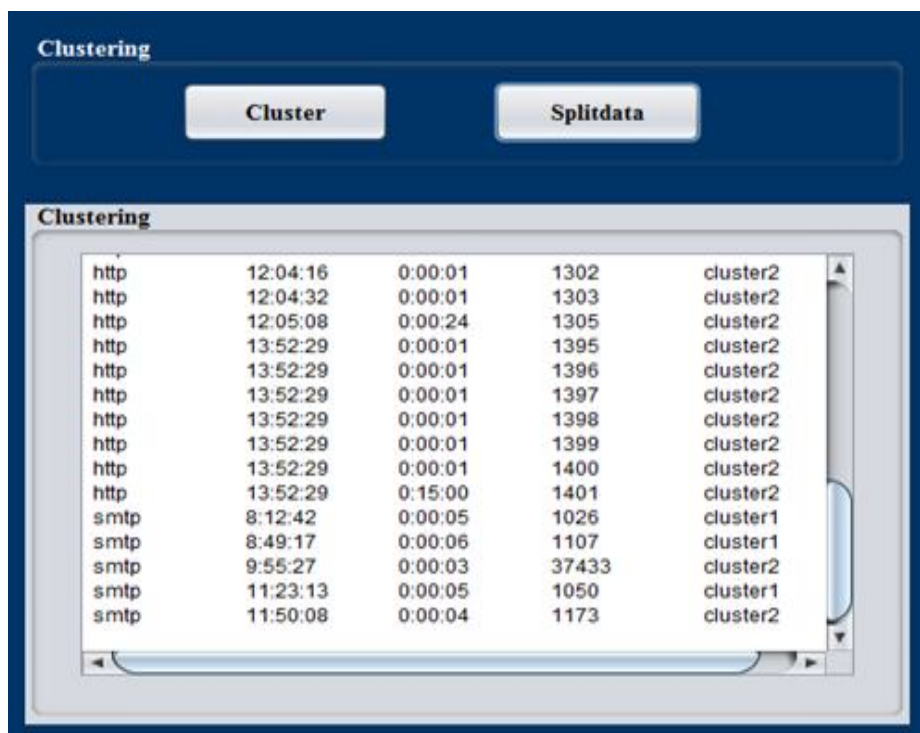 Clustering
Cluster Splitdata
Clustering
http 12:04:16 0:00:01 1302 cluster2
http 12:04:32 0:00:01 1303 cluster2
http 12:05:08 0:00:24 1305 cluster2
http 13:52:29 0:00:01 1395 cluster2
http 13:52:29 0:00:01 1396 cluster2
http 13:52:29 0:00:01 1397 cluster2
http 13:52:29 0:00:01 1398 cluster2
http 13:52:29 0:00:01 1399 cluster2
http 13:52:29 0:00:01 1400 cluster2
http 13:52:29 0:15:00 1401 cluster2
smtp 8:12:42 0:00:05 1026 cluster1
smtp 8:49:17 0:00:06 1107 cluster1
smtp 9:55:27 0:00:03 37433 cluster2
smtp 11:23:13 0:00:05 1050 cluster1
smtp 11:50:08 0:00:04 1173 cluster2